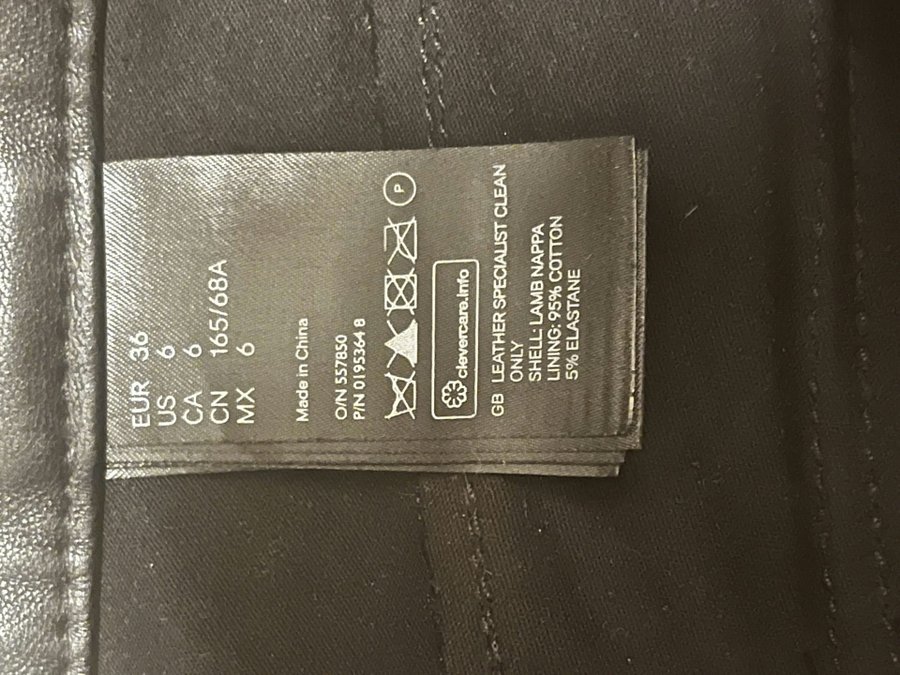 EUR 36
US 6
CA 6
CN 165/68A
MX 6
Made in China
O/N 557850
P/N 0195364 8
P
clevercare.info
GB LEATHER SPECIALIST CLEAN
ONLY
SHELL: LAMB NAPPA
LINING: 95% COTTON
5% ELASTANE